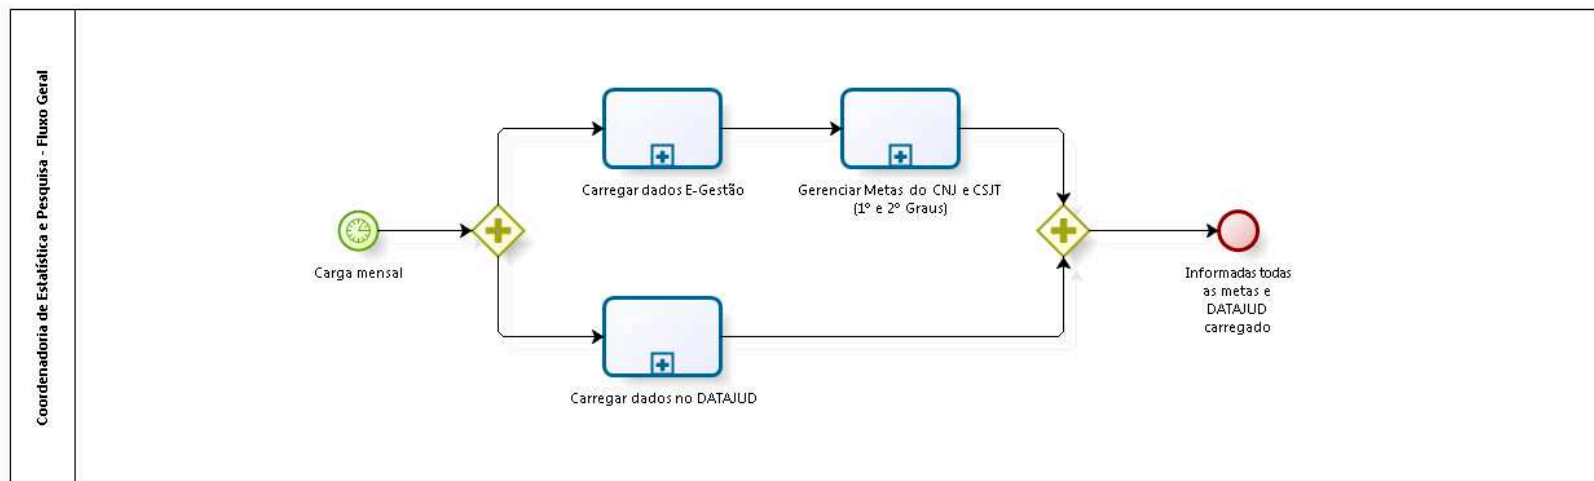 Coordenadoria de Estatística e Pesquisa - Fluxo Geral
Carregar dados E-Gestão
Gerenciar Metas do CNJ e CSJT
(1º e 2º Graus)
Carga mensal
Informadas todas
as metas e
DATAJUD
carregado
Carregar dados no DATAJUD